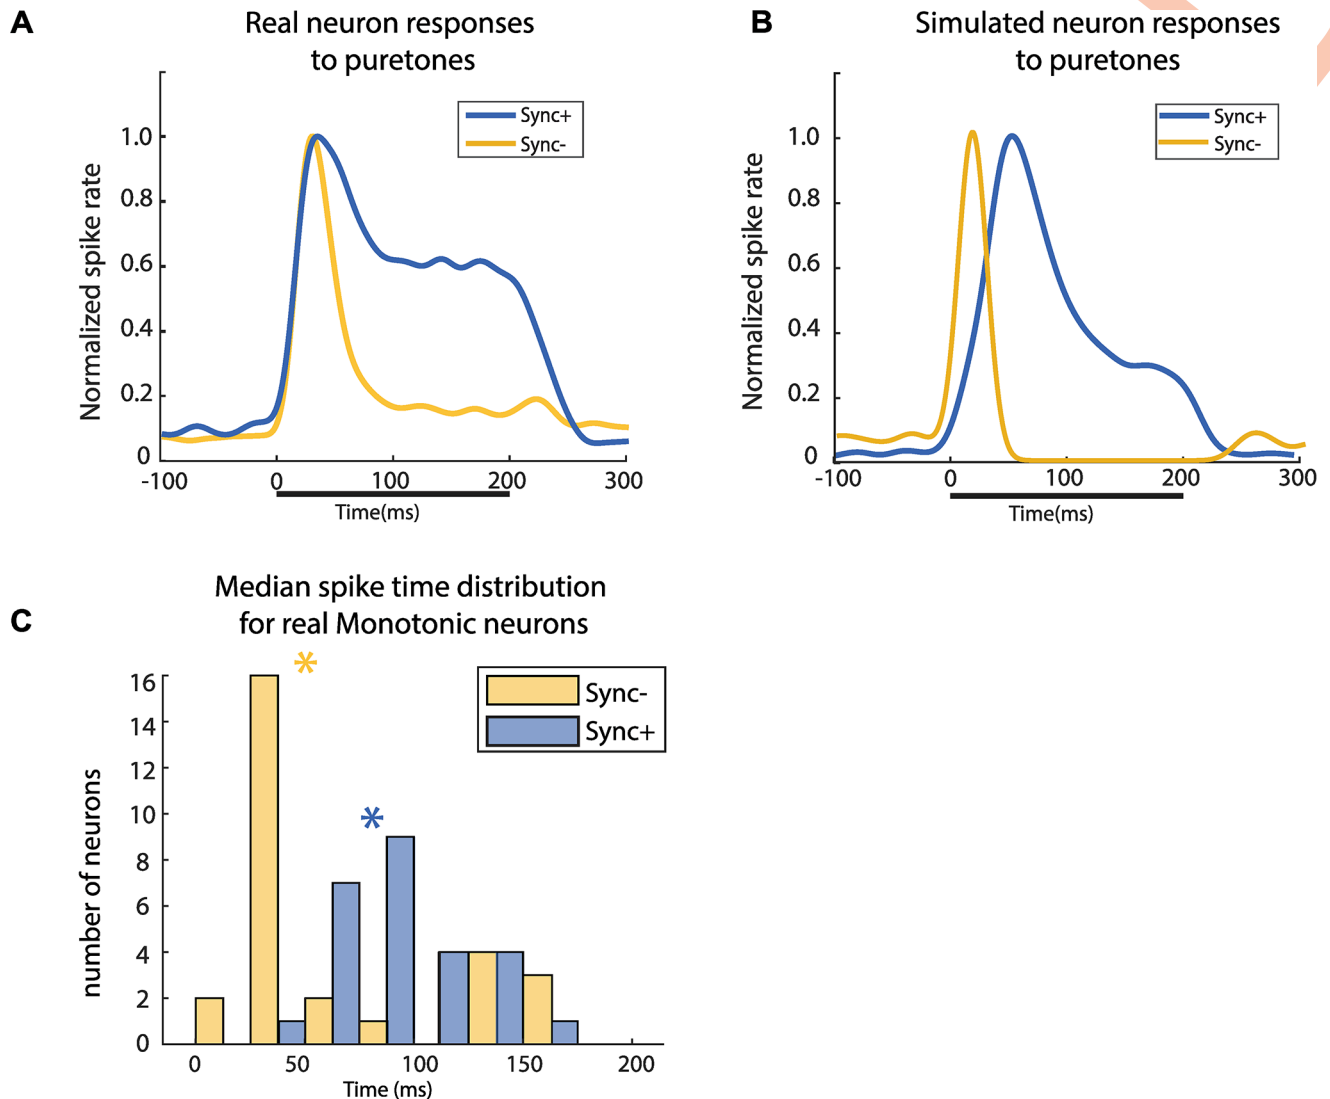 A
Real neuron responses
to puretones
Normalized spike rate
1.0
0.8
0.6
0.4
0.2
0
-100
0
100
200
300
Time(ms)
Sync+
Sync-
B
Simulated neuron responses
to puretones
Normalized spike rate
1.0
0.8
0.6
0.4
0.2
0
-100
0
100
200
300
Time(ms)
Sync+
Sync-
C
Median spike time distribution
for real Monotonic neurons
number of neurons
16
14
12
10
8
6
4
2
0
0
50
100
150
200
Time (ms)
*
*
Sync-
Sync+